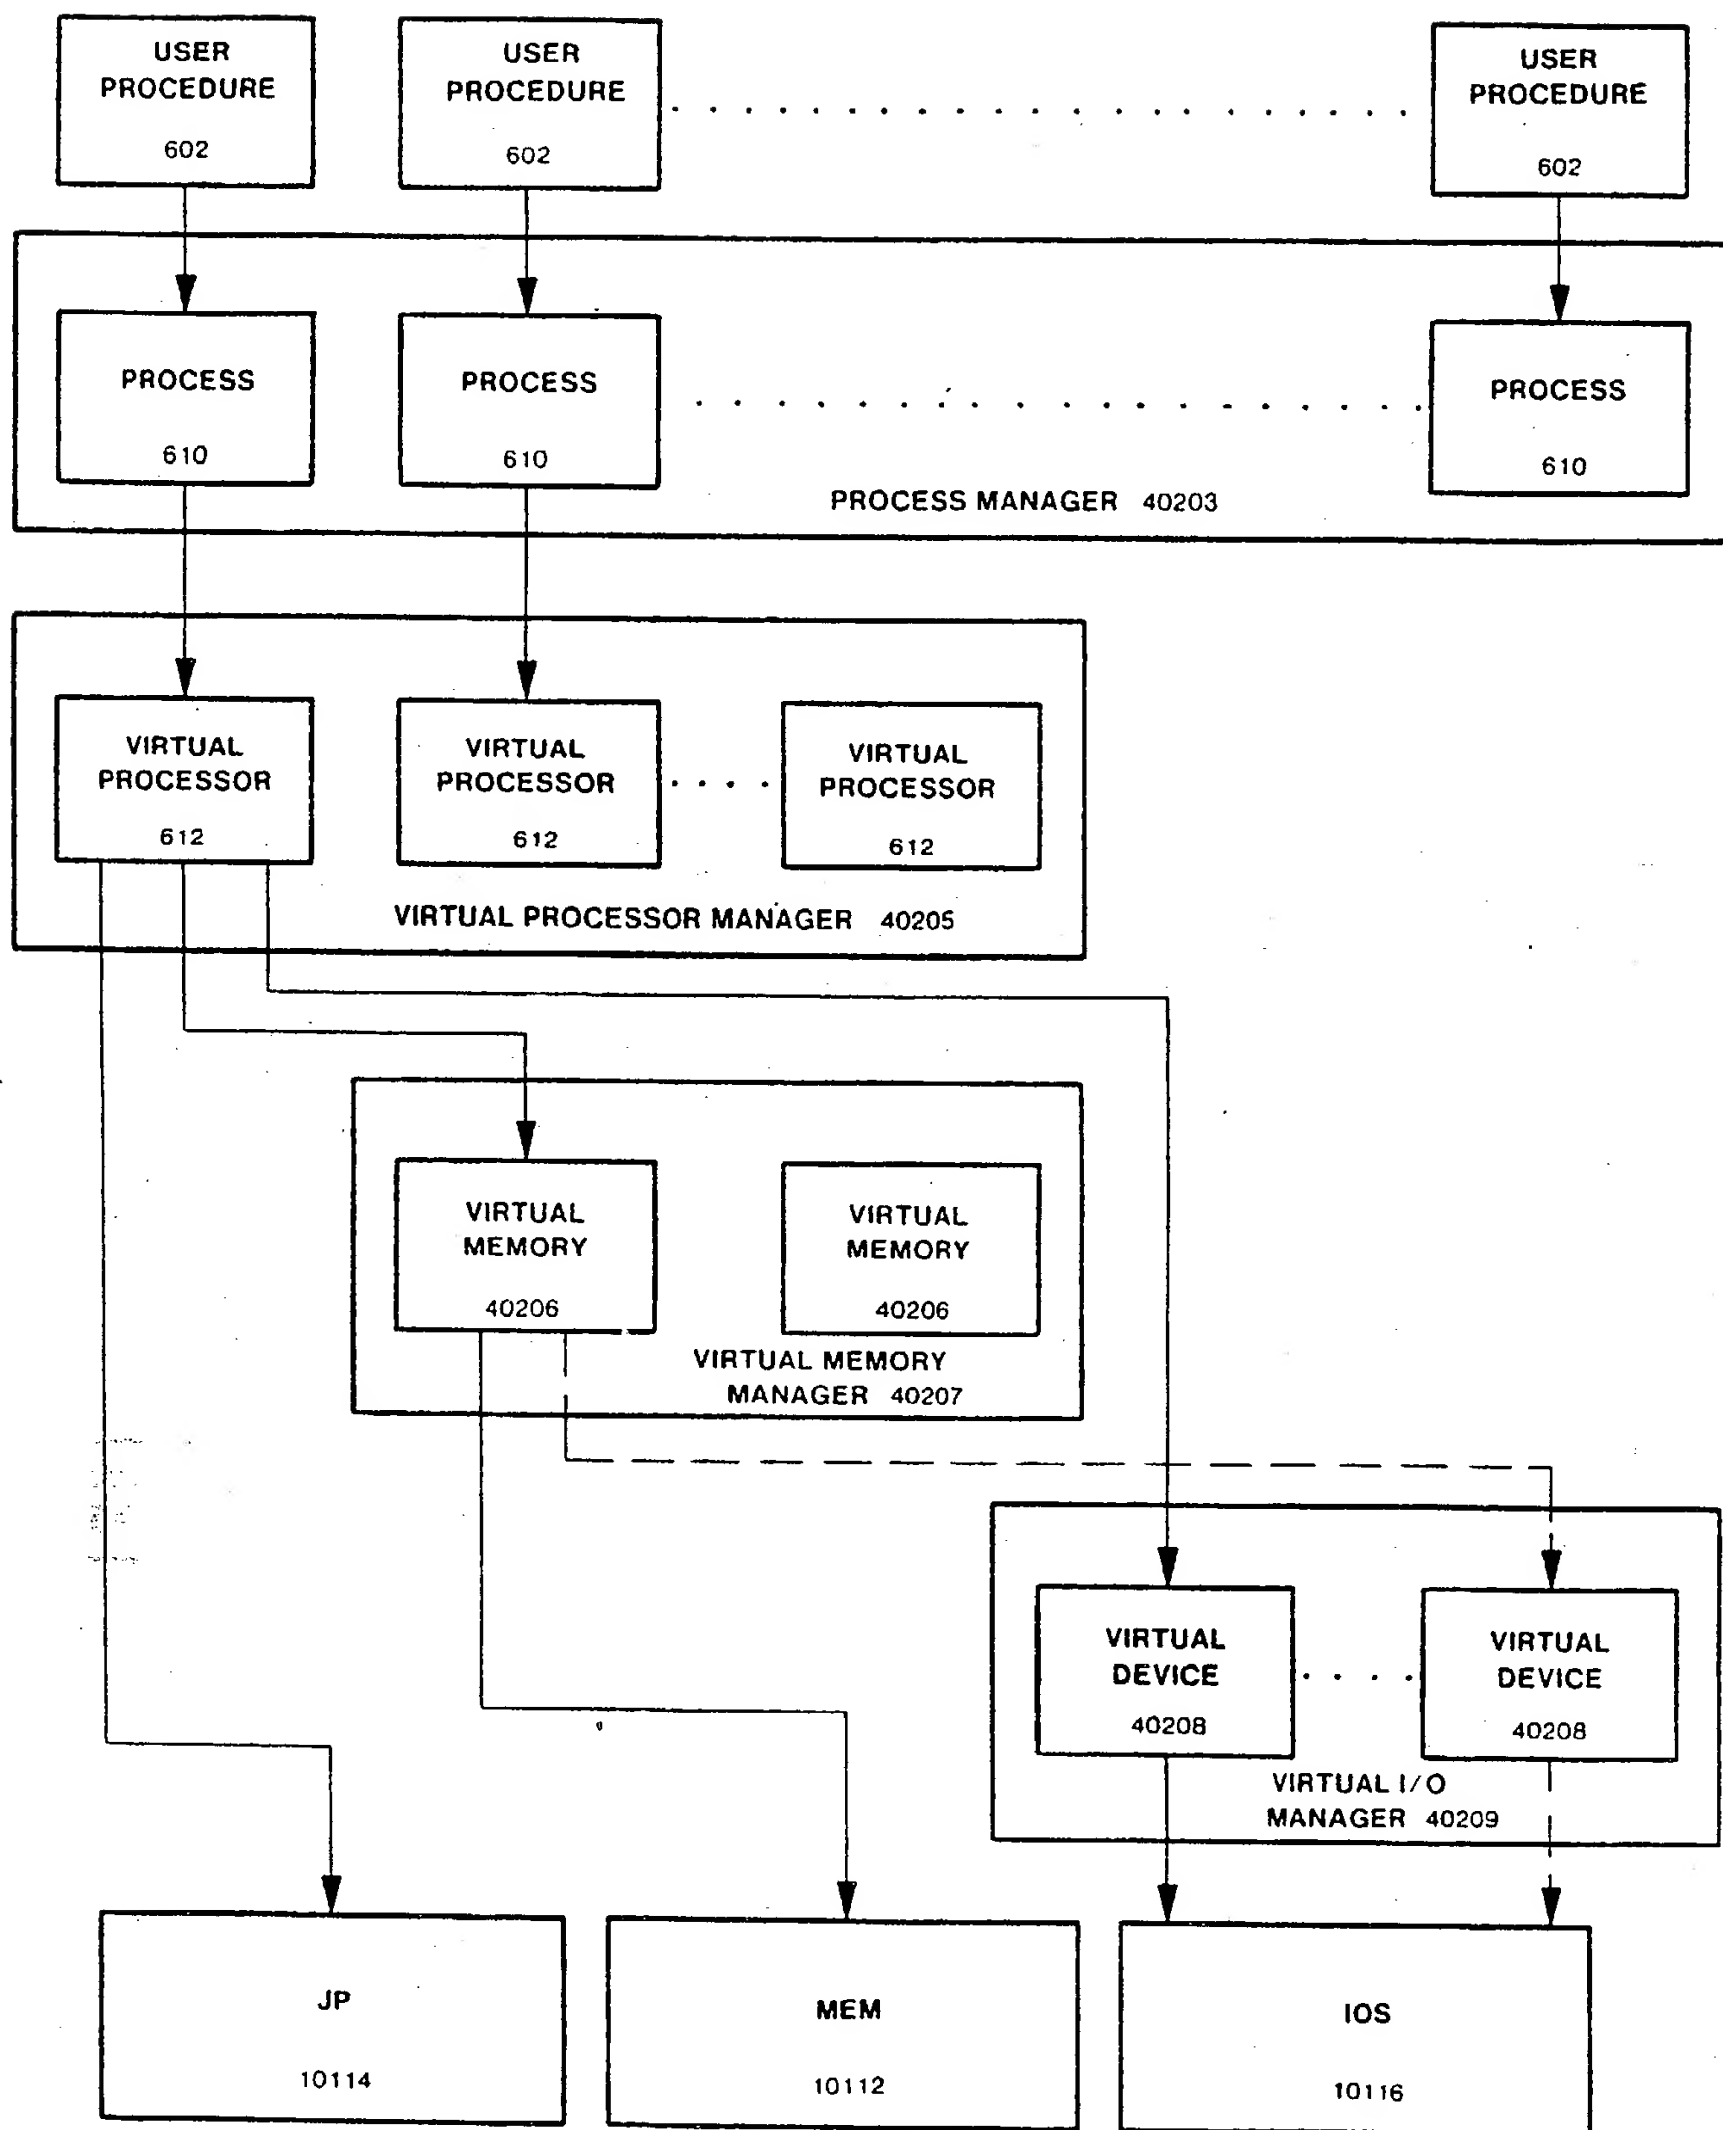 USER
PROCEDURE
602
USER
PROCEDURE
602
USER
PROCEDURE
602
PROCESS
610
PROCESS
610
PROCESS
610
PROCESS MANAGER 40203
VIRTUAL
PROCESSOR
612
VIRTUAL
PROCESSOR
612
VIRTUAL
PROCESSOR
612
VIRTUAL PROCESSOR MANAGER 40205
VIRTUAL
MEMORY
40206
VIRTUAL
MEMORY
40206
VIRTUAL MEMORY
MANAGER 40207
VIRTUAL
DEVICE
40208
VIRTUAL
DEVICE
40208
VIRTUAL I/O
MANAGER 40209
JP
10114
MEM
10112
IOS
10116